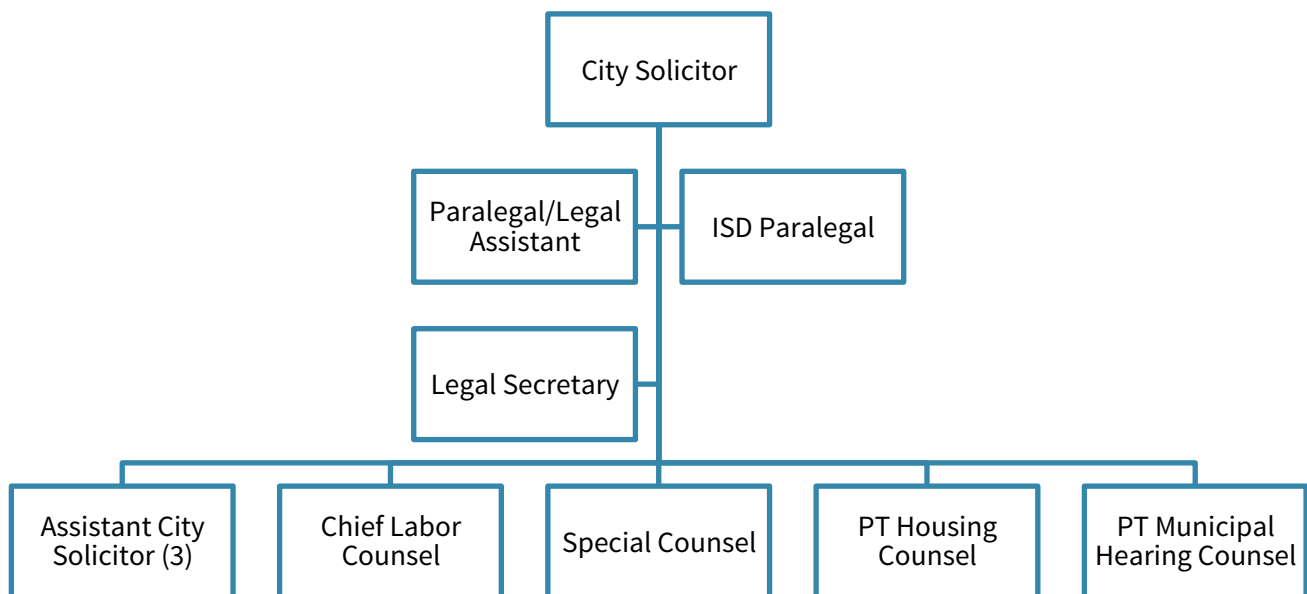 City Solicitor
Paralegal/Legal
Assistant
ISD Paralegal
Legal Secretary
Assistant City
Solicitor (3)
Chief Labor
Counsel
Special Counsel
PT Housing
Counsel
PT Municipal
Hearing Counsel